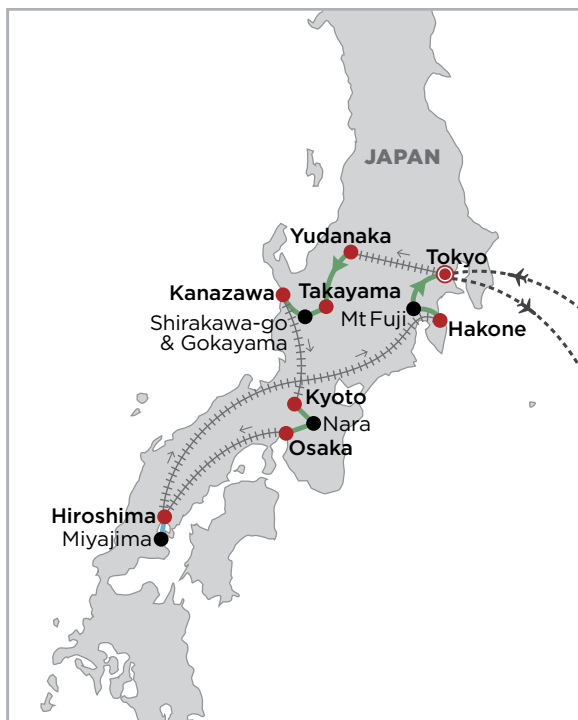 JAPAN
Yudanaka
Tokyo
Kanazawa
Takayama
Shirakawa-go
& Gokayama
Mt Fuji
Hakone
Kyoto
Nara
Osaka
Hiroshima
Miyajima